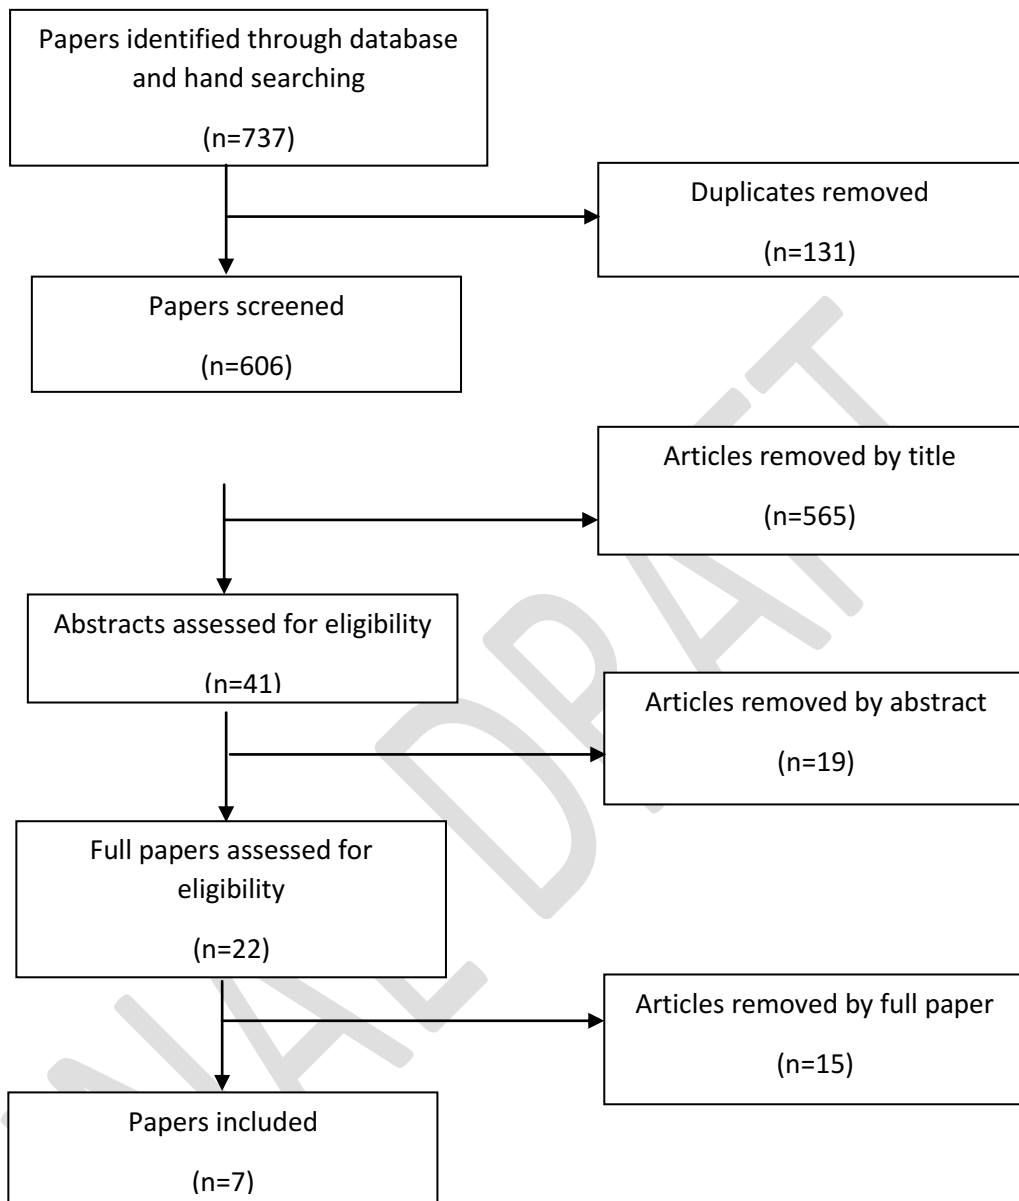 Papers identified through database
and hand searching
(n=737)
Duplicates removed
(n=131)
Papers screened
(n=606)
Articles removed by title
(n=565)
Abstracts assessed for eligibility
(n=41)
Articles removed by abstract
(n=19)
Full papers assessed for
eligibility
(n=22)
Articles removed by full paper
(n=15)
Papers included
(n=7)
NAL DRAFT